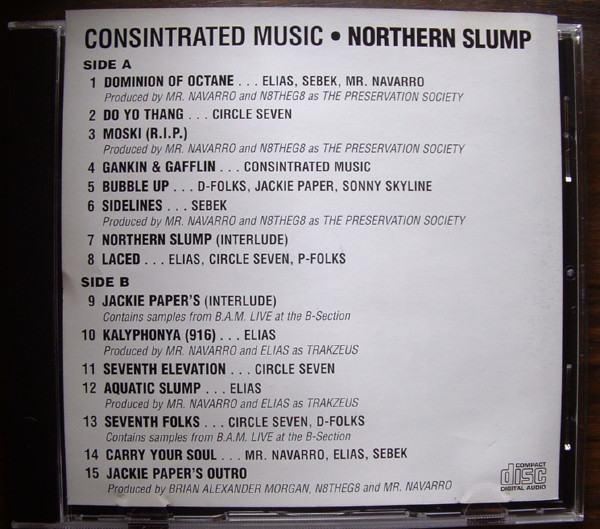 CONSINTRATED MUSIC • NORTHERN SLUMP
SIDE A
1 DOMINION OF OCTANE . . . ELIAS, SEBEK, MR. NAVARRO
Produced by MR. NAVARRO and N8THEG8 as THE PRESERVATION SOCIETY
2 DO YO THANG . . . CIRCLE SEVEN
3 MOSKI (R.I.P.)
Produced by MR. NAVARRO and N8THEG8 as THE PRESERVATION SOCIETY
4 GANKIN & GAFFLIN . . . CONSINTRATED MUSIC
5 BUBBLE UP . . . D-FOLKS, JACKIE PAPER, SONNY SKYLINE
6 SIDELINES . . . SEBEK
Produced by MR. NAVARRO and N8THEG8 as THE PRESERVATION SOCIETY
7 NORTHERN SLUMP (INTERLUDE)
8 LACED . . . ELIAS, CIRCLE SEVEN, P-FOLKS
SIDE B
9 JACKIE PAPER'S (INTERLUDE)
Contains samples from B.A.M. LIVE at the B-Section
10 KALYPHONYA (916) . . . ELIAS
Produced by MR. NAVARRO and ELIAS as TRAKZEUS
11 SEVENTH ELEVATION . . . CIRCLE SEVEN
12 AQUATIC SLUMP . . . ELIAS
Produced by MR. NAVARRO and ELIAS as TRAKZEUS
13 SEVENTH FOLKS . . . CIRCLE SEVEN, D-FOLKS
Contains samples from B.A.M. LIVE at the B-Section
14 CARRY YOUR SOUL . . . MR. NAVARRO, ELIAS, SEBEK
15 JACKIE PAPER'S OUTRO
Produced by BRIAN ALEXANDER MORGAN, N8THEG8 and MR. NAVARRO
COMPACT
disc
DIGITAL AUDIO